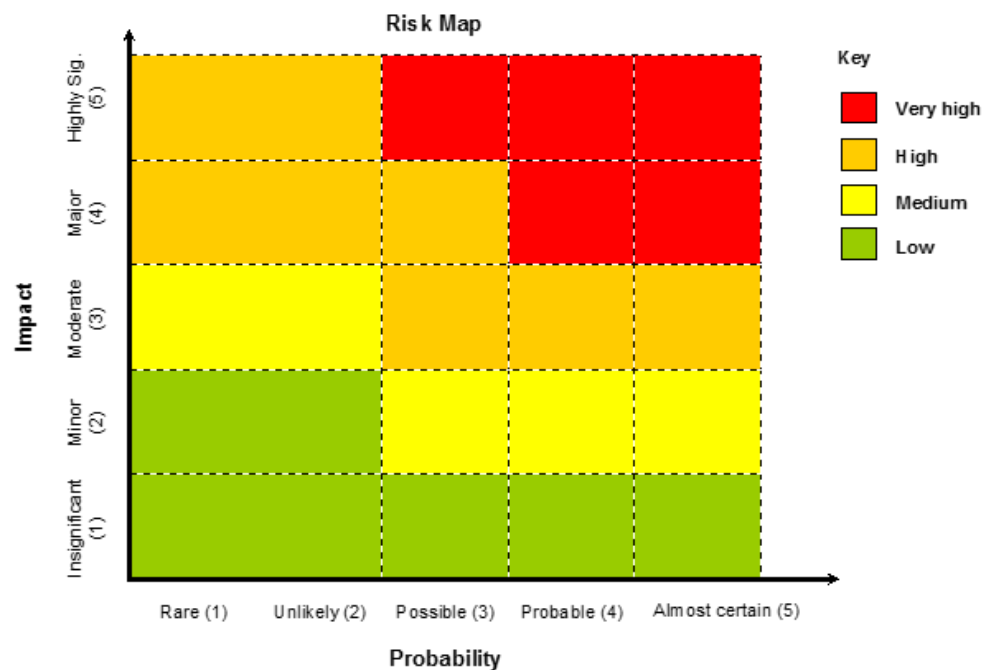 Risk Map
Key
Very high
High
Medium
Low
Impact
Highly Sig.
(5)
Major
(4)
Moderate
(3)
Minor
(2)
Insignificant
(1)
Rare (1)
Unlikely (2)
Possible (3)
Probable (4)
Almost certain (5)
Probability